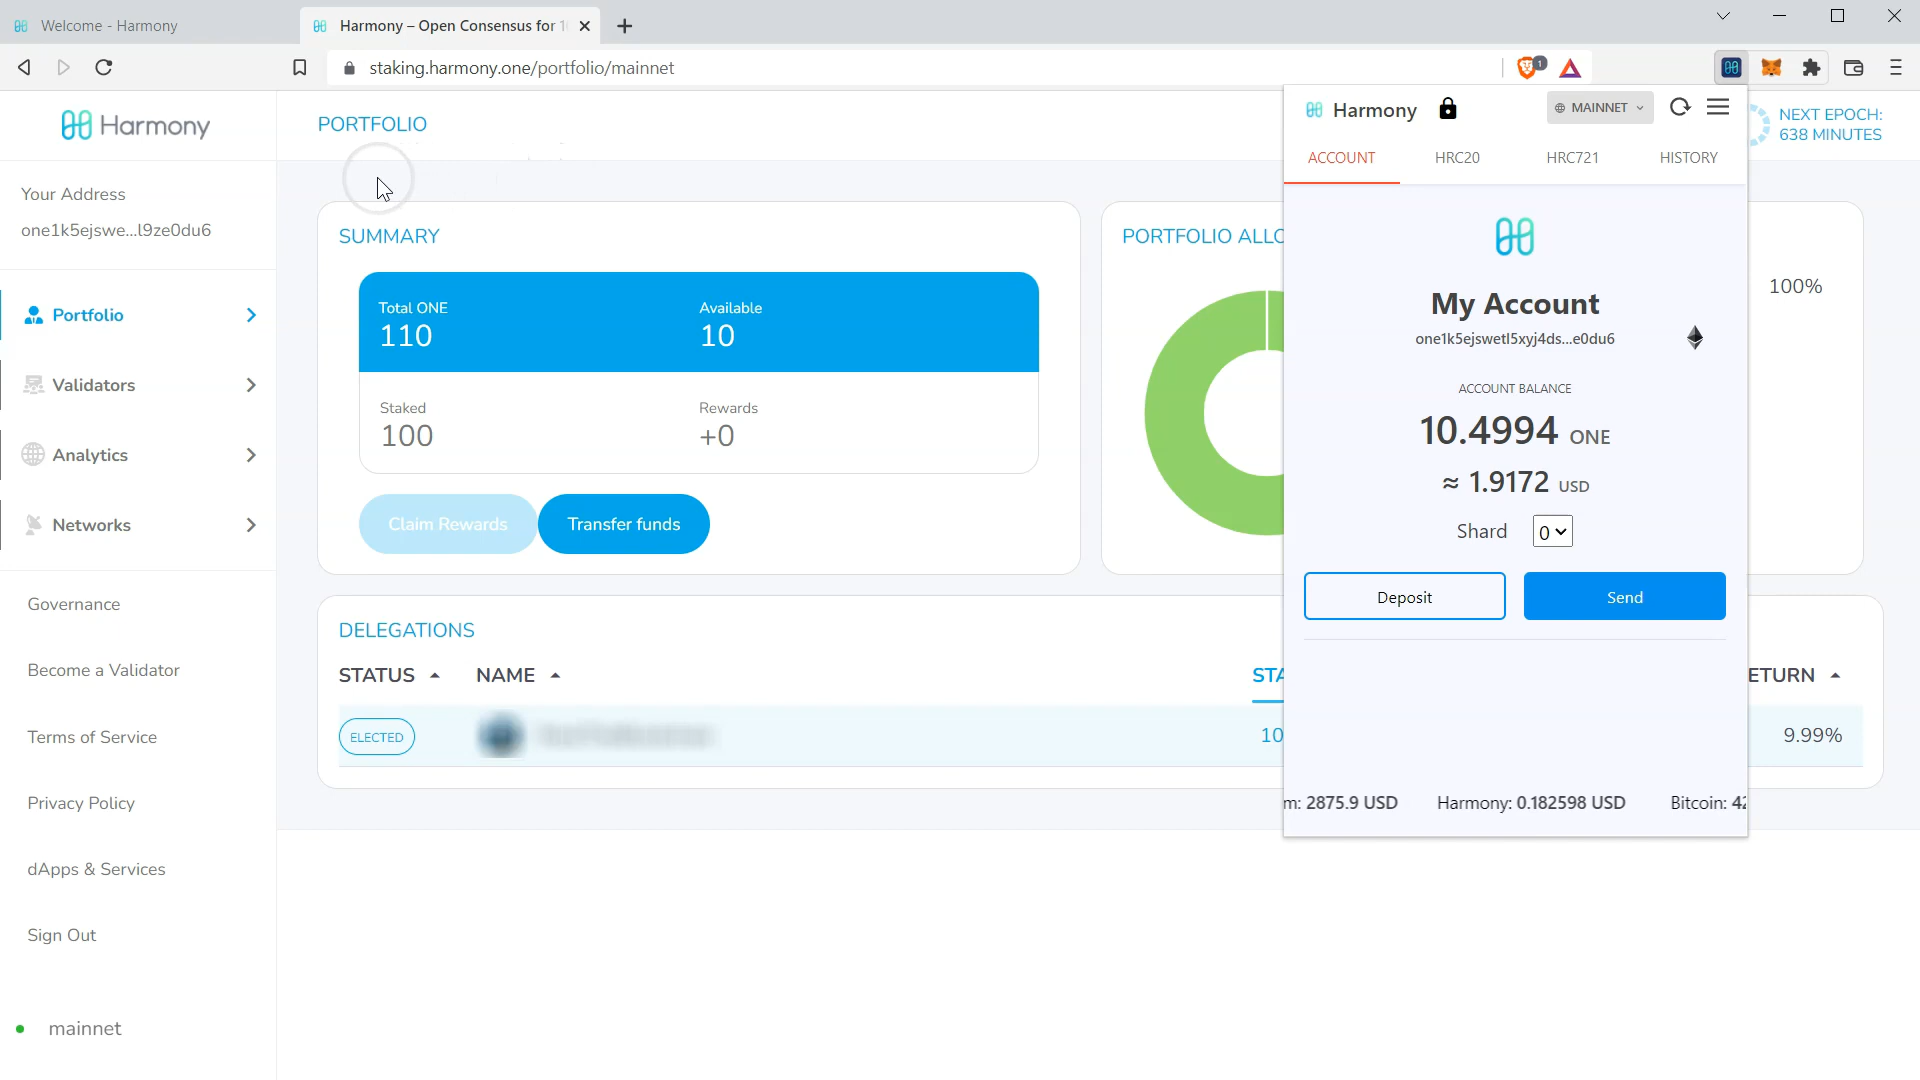 Welcome - Harmony
Harmony – Open Consensus for 1
staking.harmony.one/portfolio/mainnet
1
Harmony
Your Address
one1k5ejswe...l9ze0du6
Portfolio
Validators
Analytics
Networks
Governance
Become a Validator
Terms of Service
Privacy Policy
dApps & Services
Sign Out
mainnet
PORTFOLIO
NEXT EPOCH:
638 MINUTES
SUMMARY
Total ONE
110
Available
10
Staked
100
Rewards
+0
Claim Rewards
Transfer funds
PORTFOLIO ALLO
100%
DELEGATIONS
STATUS
NAME
STA
ETURN
ELECTED
10
9.99%
Harmony
MAINNET
ACCOUNT
HRC20
HRC721
HISTORY
My Account
one1k5ejswetl5xyj4ds...e0du6
ACCOUNT BALANCE
10.4994 ONE
≈ 1.9172 USD
Shard 0
Deposit
Send
m: 2875.9 USD
Harmony: 0.182598 USD
Bitcoin: 42